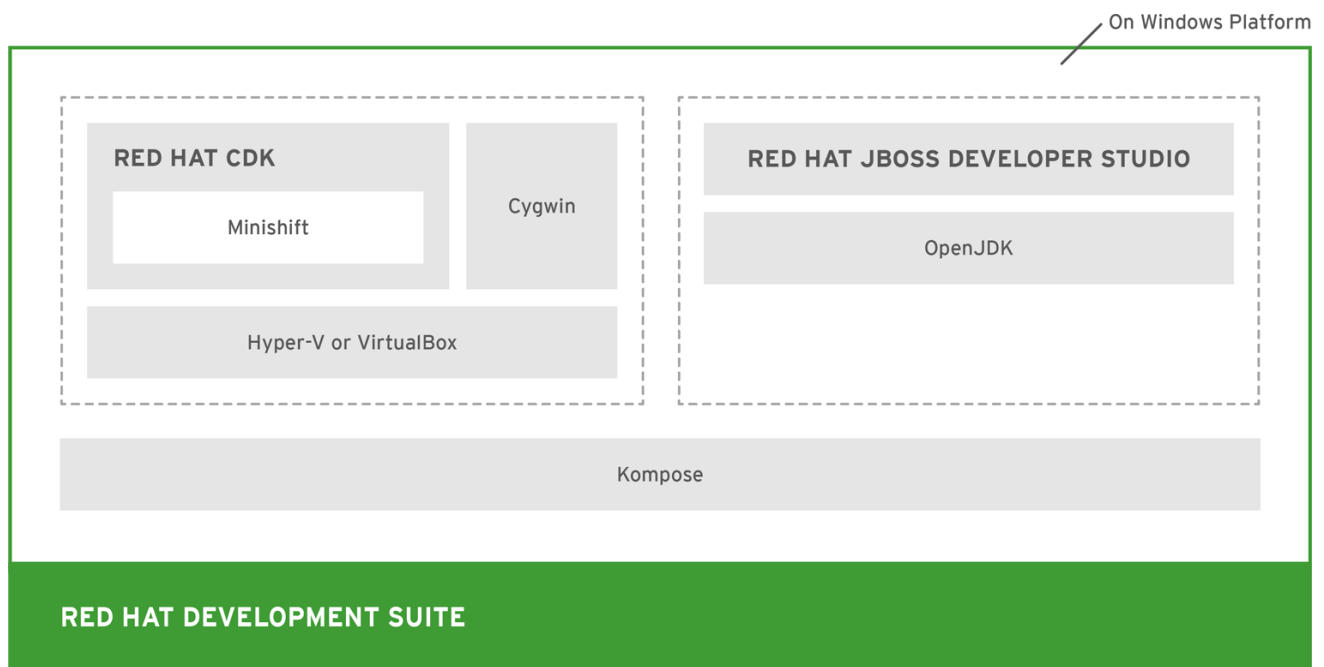 On Windows Platform
RED HAT CDK
Minishift
Cygwin
Hyper-V or VirtualBox
RED HAT JBOSS DEVELOPER STUDIO
OpenJDK
Kompose
RED HAT DEVELOPMENT SUITE